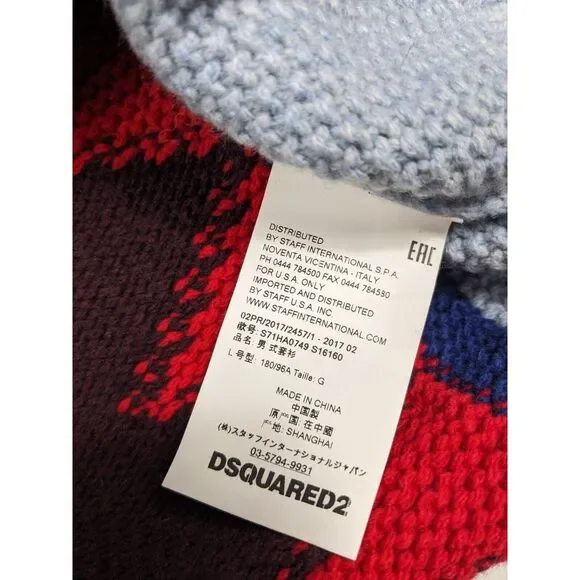 DISTRIBUTED
BY STAFF INTERNATIONAL S.P.A.
NOVENTA VICENTINA - ITALY
PH 0444 784500 FAX 0444 784530
FOR U.S.A. ONLY
IMPORTED AND DISTRIBUTED
BY STAFF U.S.A. INC
WWW.STAFFINTERNATIONAL.COM
EAC
02PR/2017/2457/1 - 2017 02
款号: S71HA0749 S16160
品名: 男 式套衫
L 号型: 180/96A Taille: G
MADE IN CHINA
中国製
原产国: 在中國
产地: SHANGHAI
(株)スタッフインターナショナルジャパン
03-5794-9931
DSQUARED2